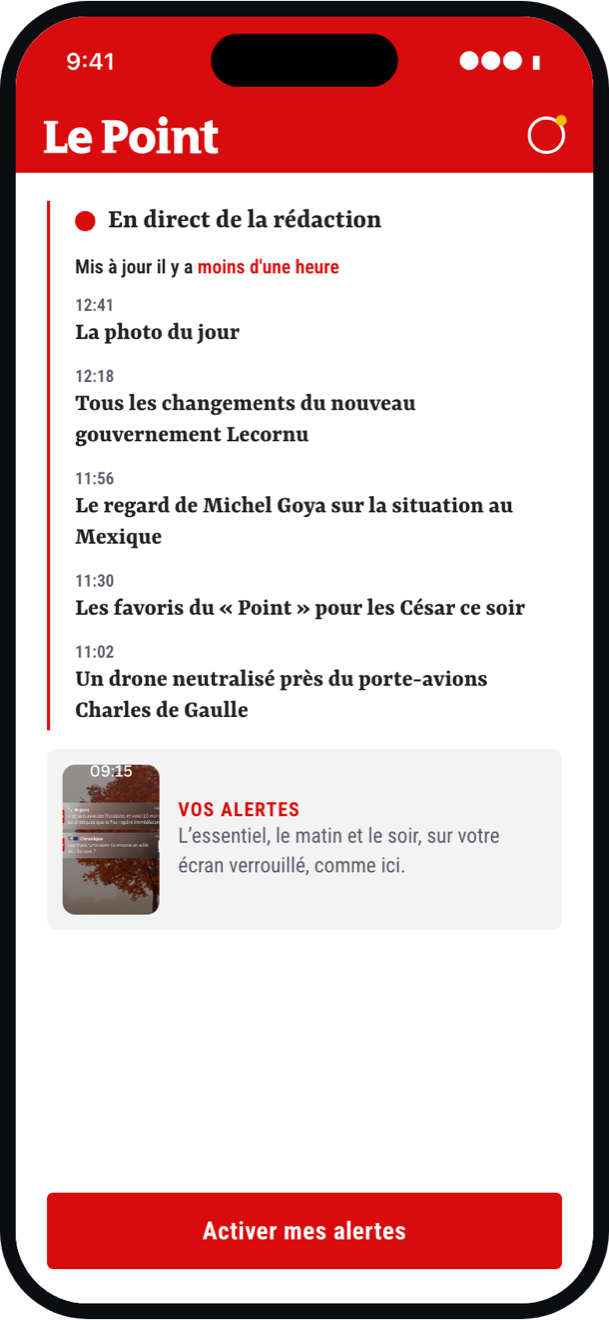 9:41
Le Point
En direct de la rédaction
Mis à jour il y a moins d'une heure
12:41
La photo du jour
12:18
Tous les changements du nouveau
gouvernement Lecornu
11:56
Le regard de Michel Goya sur la situation au
Mexique
11:30
Les favoris du « Point » pour les César ce soir
11:02
Un drone neutralisé près du porte-avions
Charles de Gaulle
09:15
Argent
Chronique
VOS ALERTES
L'essentiel, le matin et le soir, sur votre
écran verrouillé, comme ici.
Activer mes alertes